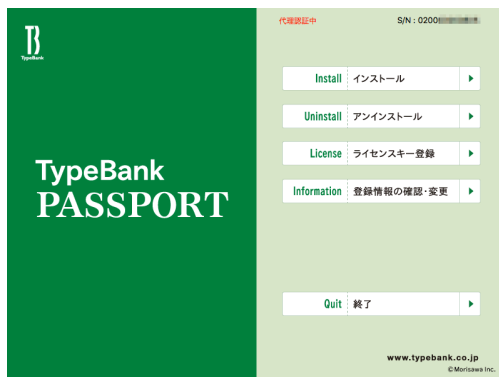 TB
TypeBank
TypeBank
PASSPORT
代理認証中
S/N : 0200
Install インストール
Uninstall アンインストール
License ライセンスキー登録
Information 登録情報の確認・変更
Quit 終了
www.typebank.co.jp
©Morisawa Inc.